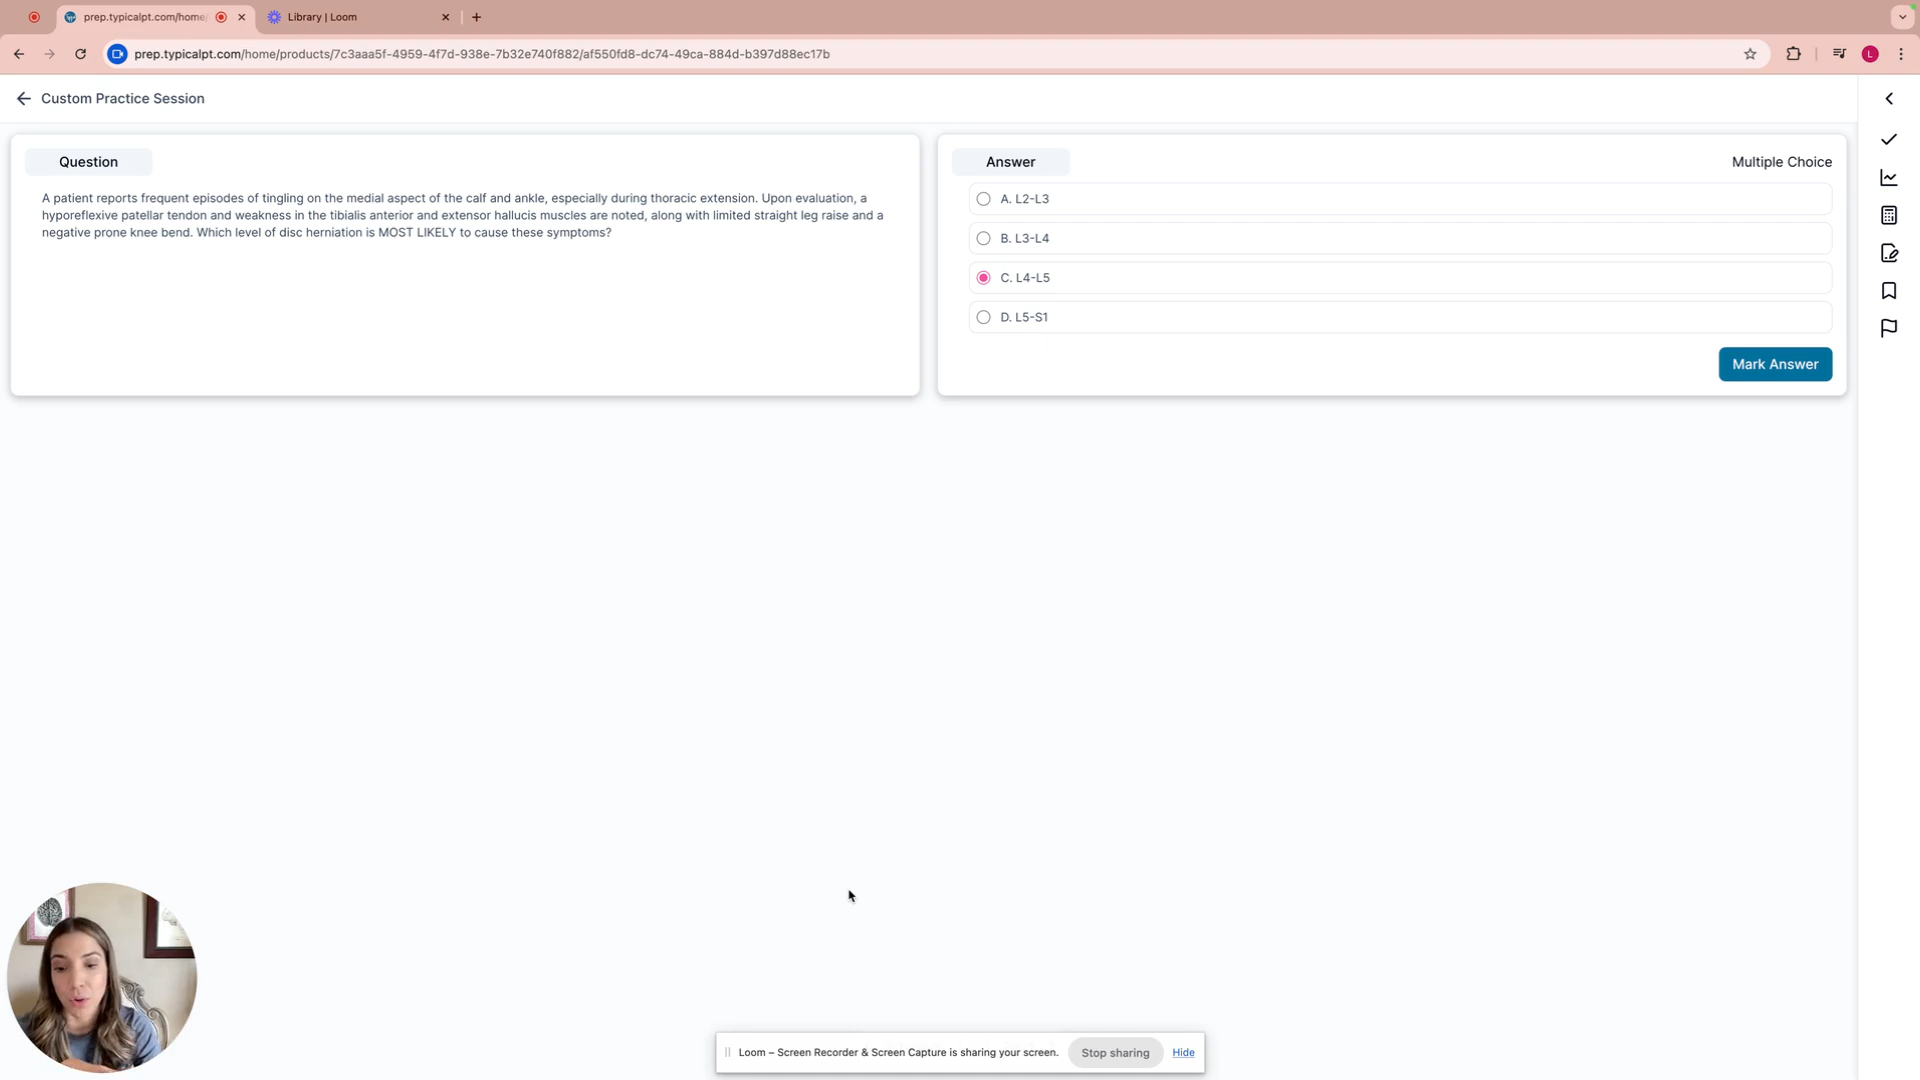 prep.typicalpt.com/home/
Library | Loom
prep.typicalpt.com/home/products/7c3aaa5f-4959-4f7d-938e-7b32e740f882/af550fd8-dc74-49ca-884d-b397d88ec17b
L
Custom Practice Session
Question
A patient reports frequent episodes of tingling on the medial aspect of the calf and ankle, especially during thoracic extension. Upon evaluation, a
hyporeflexive patellar tendon and weakness in the tibialis anterior and extensor hallucis muscles are noted, along with limited straight leg raise and a
negative prone knee bend. Which level of disc herniation is MOST LIKELY to cause these symptoms?
Answer
Multiple Choice
A. L2-L3
B. L3-L4
C. L4-L5
D. L5-S1
Mark Answer
Loom – Screen Recorder & Screen Capture is sharing your screen.
Stop sharing
Hide